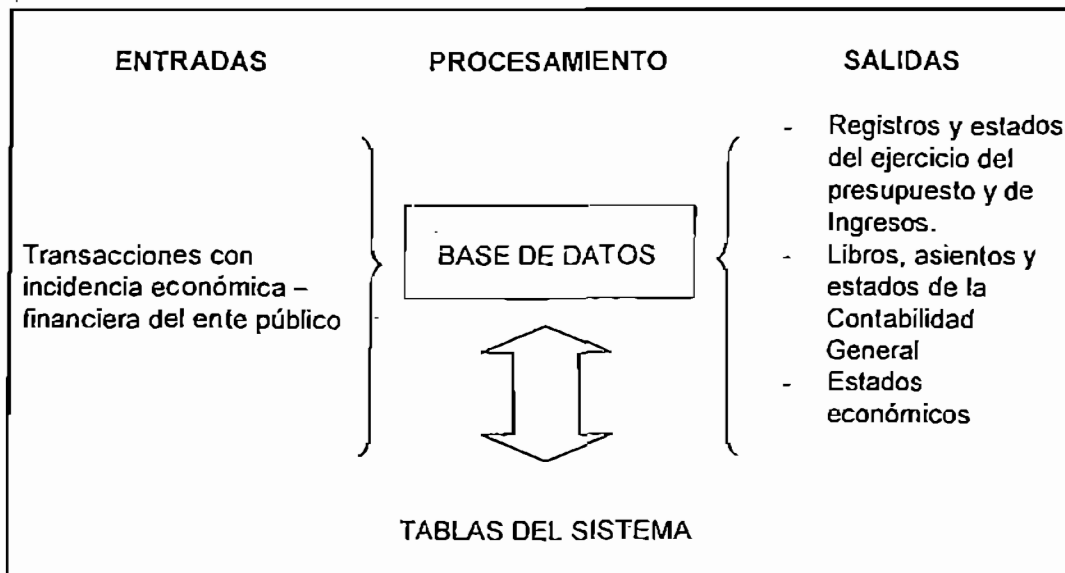 ENTRADAS
PROCESAMIENTO
SALIDAS
Transacciones con
incidencia económica –
financiera del ente público
BASE DE DATOS
TABLAS DEL SISTEMA
- Registros y estados
del ejercicio del
presupuesto y de
Ingresos.
- Libros, asientos y
estados de la
Contabilidad
General
- Estados
económicos